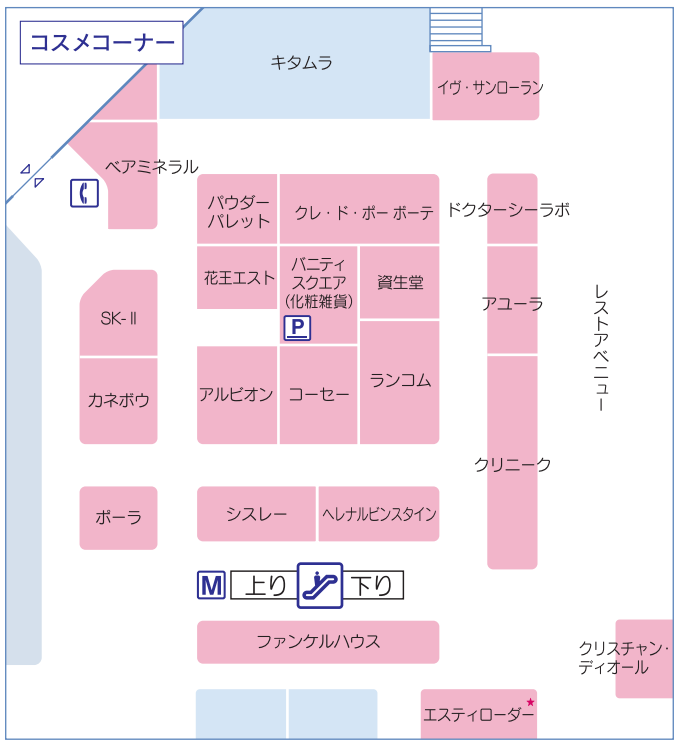 コスメコーナー
キタムラ
イヴ・サンローラン
ベアミネラル
パウダー
パレット
クレ・ド・ポー ボーテ
ドクターシーラボ
花王エスト
バニティ
スクエア
(化粧雑貨)
P
資生堂
アユーラ
レストアベニュー
SK-II
カネボウ
アルビオン
コーセー
ランコム
クリニーク
ポーラ
シスレー
ヘレナルビンスタイン
M
上り
下り
ファンケルハウス
クリスチャン・
ディオール
エスティローダー